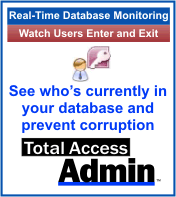 Real-Time Database Monitoring
Watch Users Enter and Exit
See who's currently in
your database and
prevent corruption
Total Access
Admin™